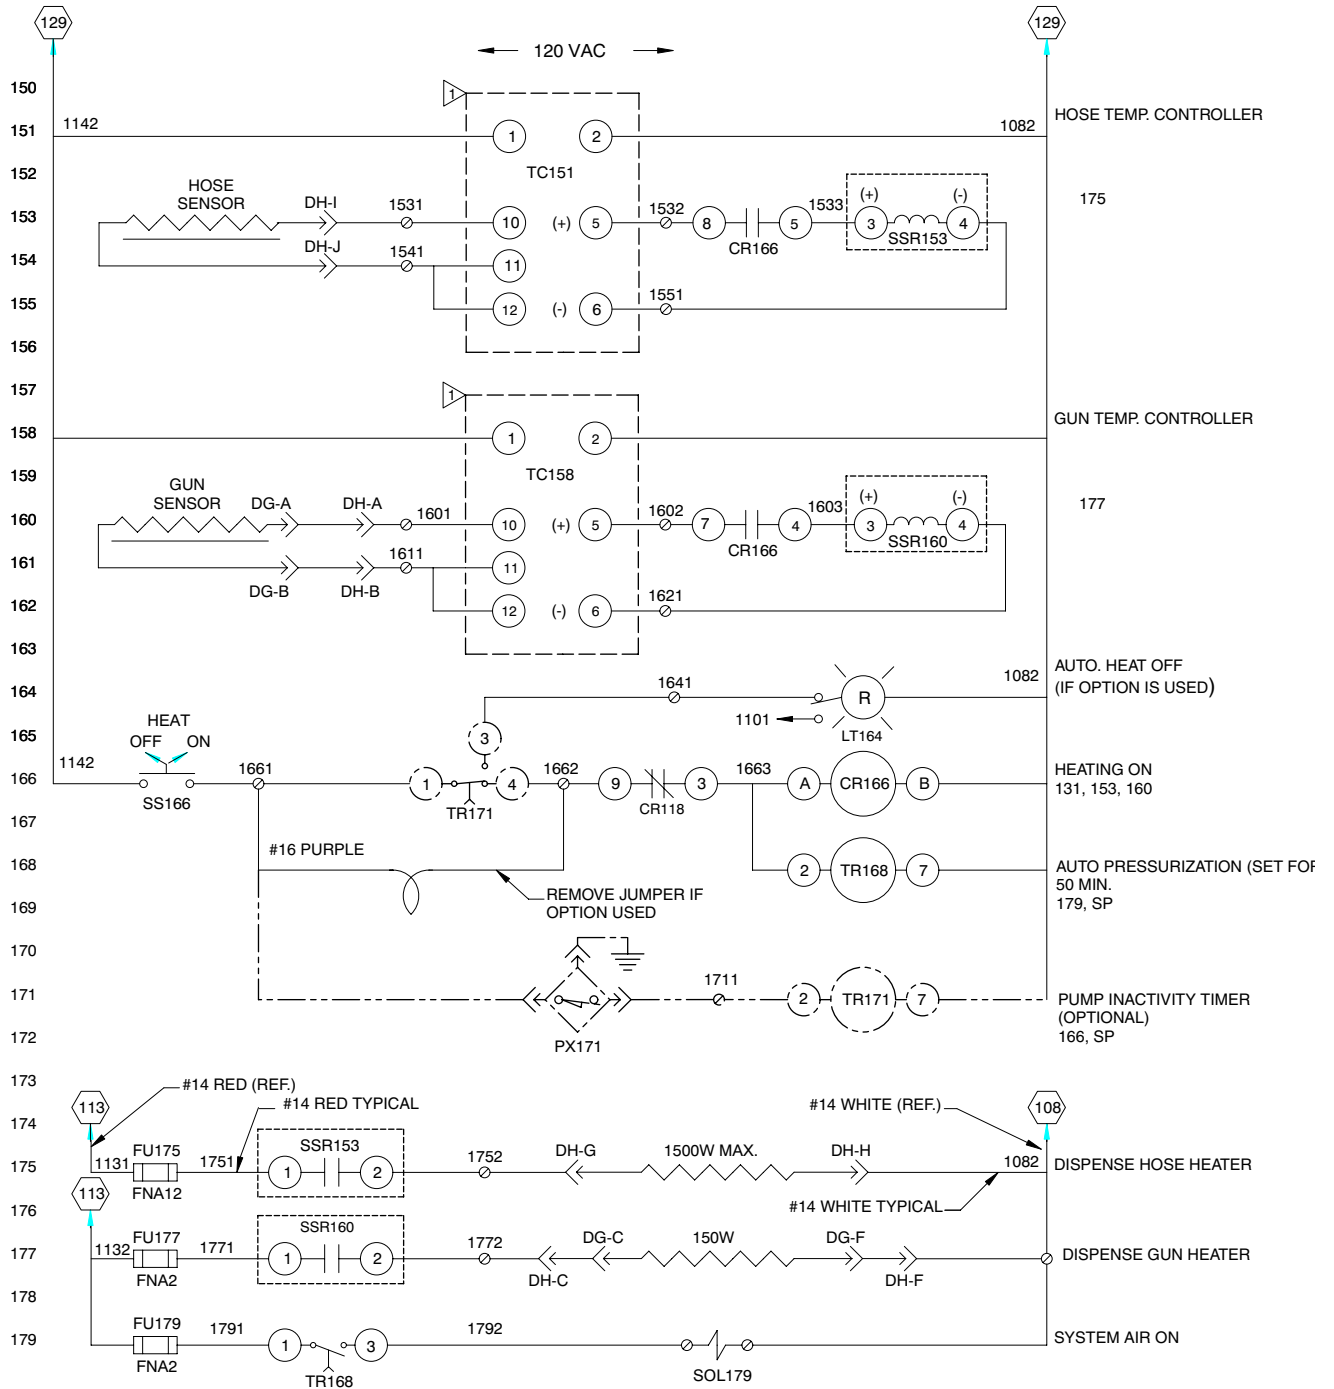 129
129
120 VAC
150
1
HOSE TEMP. CONTROLLER
151
1142
1
2
1082
152
TC151
HOSE
SENSOR
DH-I
1531
1532
1533
(+)
(-)
175
153
10
(+)
5
8
5
3
4
CR166
SSR153
DH-J
1541
154
11
155
12
(-)
6
1551
156
157
1
GUN TEMP. CONTROLLER
158
1
2
159
TC158
GUN
SENSOR
DG-A
DH-A
1601
1602
1603
(+)
(-)
177
160
10
(+)
5
7
4
3
4
CR166
SSR160
161
1611
11
DG-B
DH-B
162
12
(-)
6
1621
163
AUTO. HEAT OFF
(IF OPTION IS USED)
164
1641
R
1082
1101
LT164
165
HEAT
OFF
ON
3
166
1142
SS166
1661
1
4
TR171
1662
9
3
CR118
1663
A
CR166
B
HEATING ON
131, 153, 160
167
#16 PURPLE
168
2
TR168
7
AUTO PRESSURIZATION (SET FOR
50 MIN.
179, SP
REMOVE JUMPER IF
OPTION USED
169
170
171
1711
2
TR171
7
PUMP INACTIVITY TIMER
(OPTIONAL)
166, SP
PX171
172
173
#14 RED (REF.)
174
113
#14 RED TYPICAL
#14 WHITE (REF.)
108
175
1131
FU175
FNA12
1751
SSR153
1
2
1752
DH-G
1500W MAX.
DH-H
1082
DISPENSE HOSE HEATER
113
176
#14 WHITE TYPICAL
177
1132
FU177
FNA2
1771
SSR160
1
2
1772
DH-C
DG-C
150W
DG-F
DH-F
DISPENSE GUN HEATER
178
179
FU179
FNA2
1791
1
3
TR168
1792
SOL179
SYSTEM AIR ON